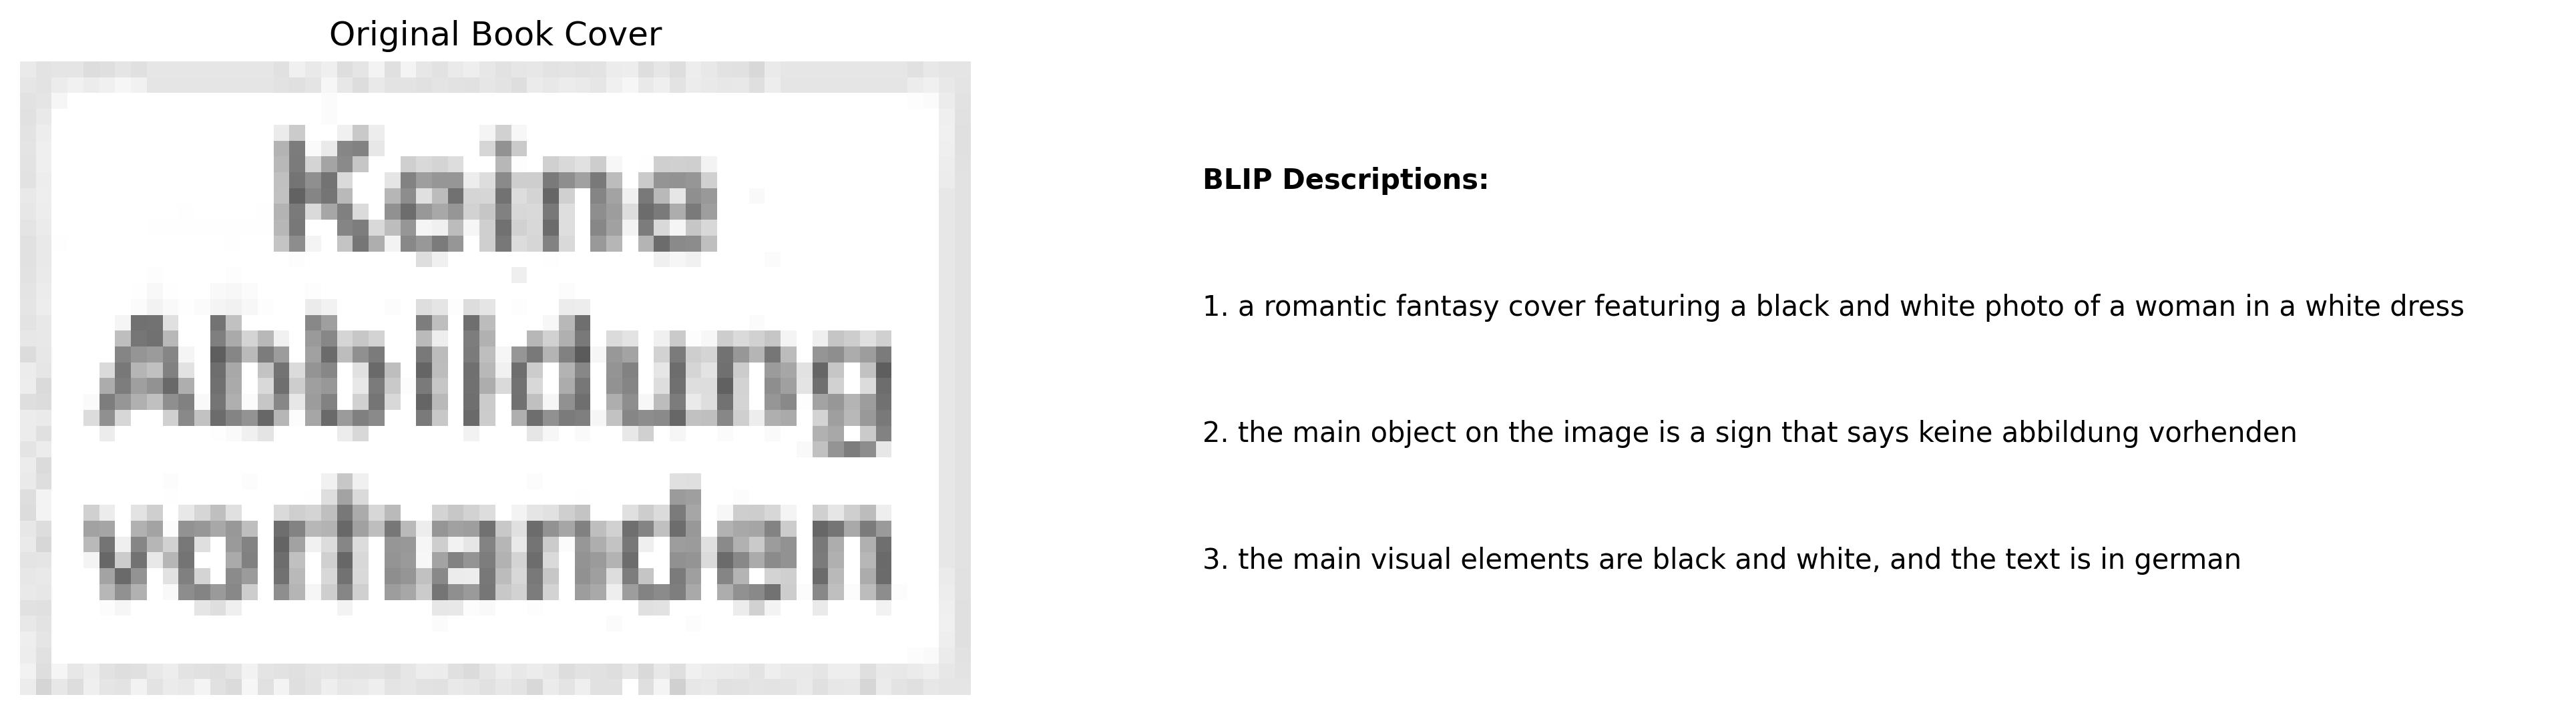 Original Book Cover
Keine
Abbildung
vorhanden
BLIP Descriptions:
1. a romantic fantasy cover featuring a black and white photo of a woman in a white dress
2. the main object on the image is a sign that says keine abbildung vorhenden
3. the main visual elements are black and white, and the text is in german